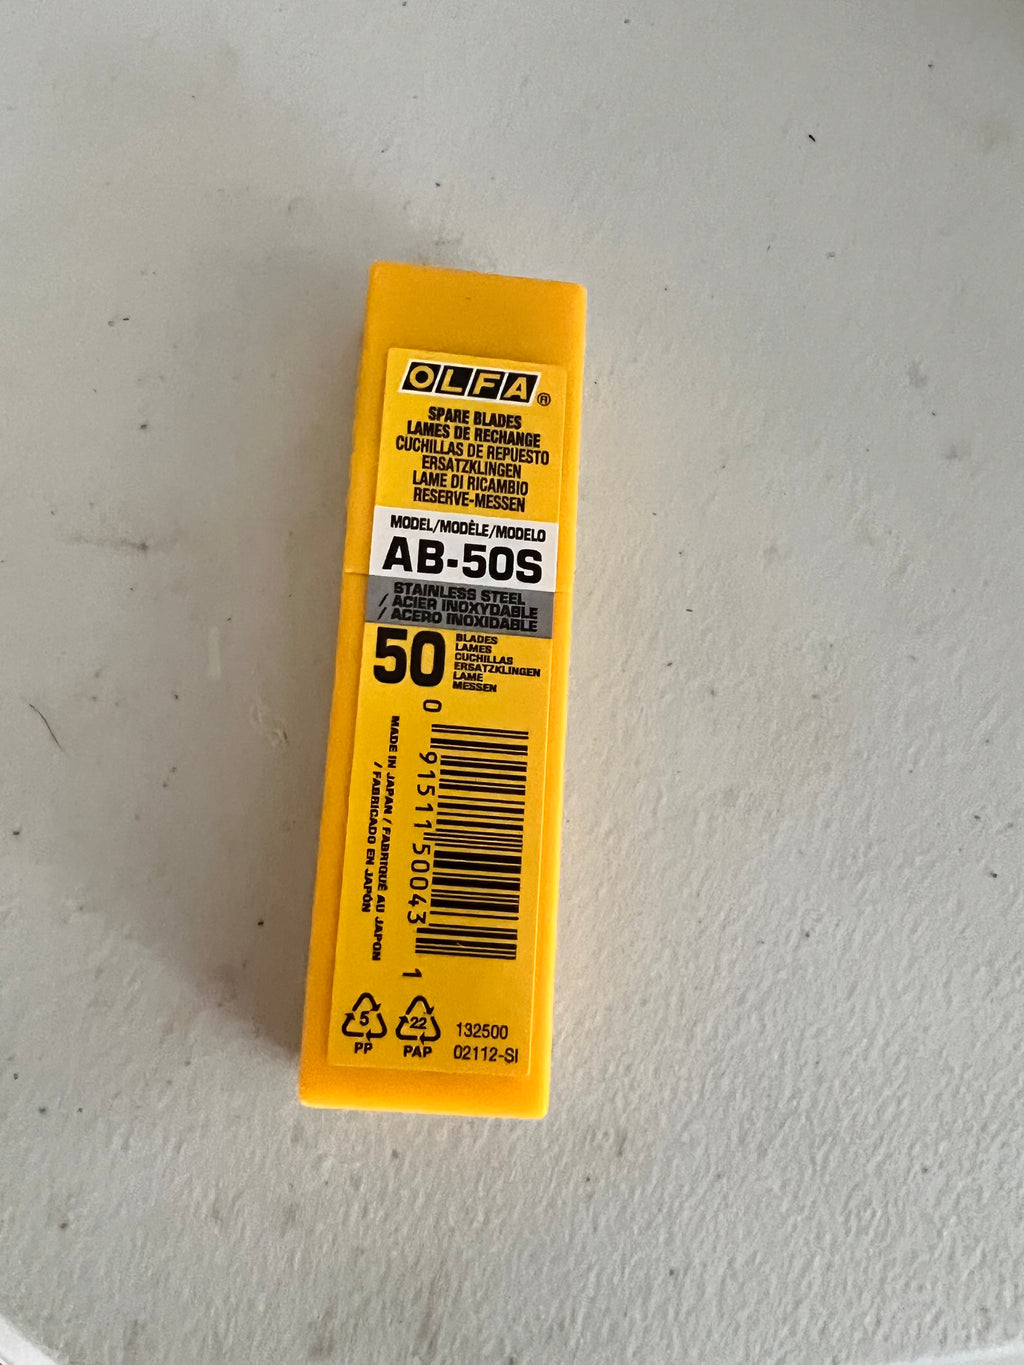 OLFA®
SPARE BLADES
LAMES DE RECHANGE
CUCHILLAS DE REPUESTO
ERSATZKLINGEN
LAME DI RICAMBIO
RESERVE-MESSEN
MODEL/MODÈLE/MODELO
AB-50S
STAINLESS STEEL
/ ACIER INOXYDABLE
/ ACERO INOXIDABLE
50
BLADES
LAMES
CUCHILLAS
ERSATZKLINGEN
LAME
MESSEN
0 91511 50043 1
MADE IN JAPAN / FABRIQUÉ AU JAPON
/ FABRICADO EN JAPÓN
5
PP
22
PAP
132500
02112-SI